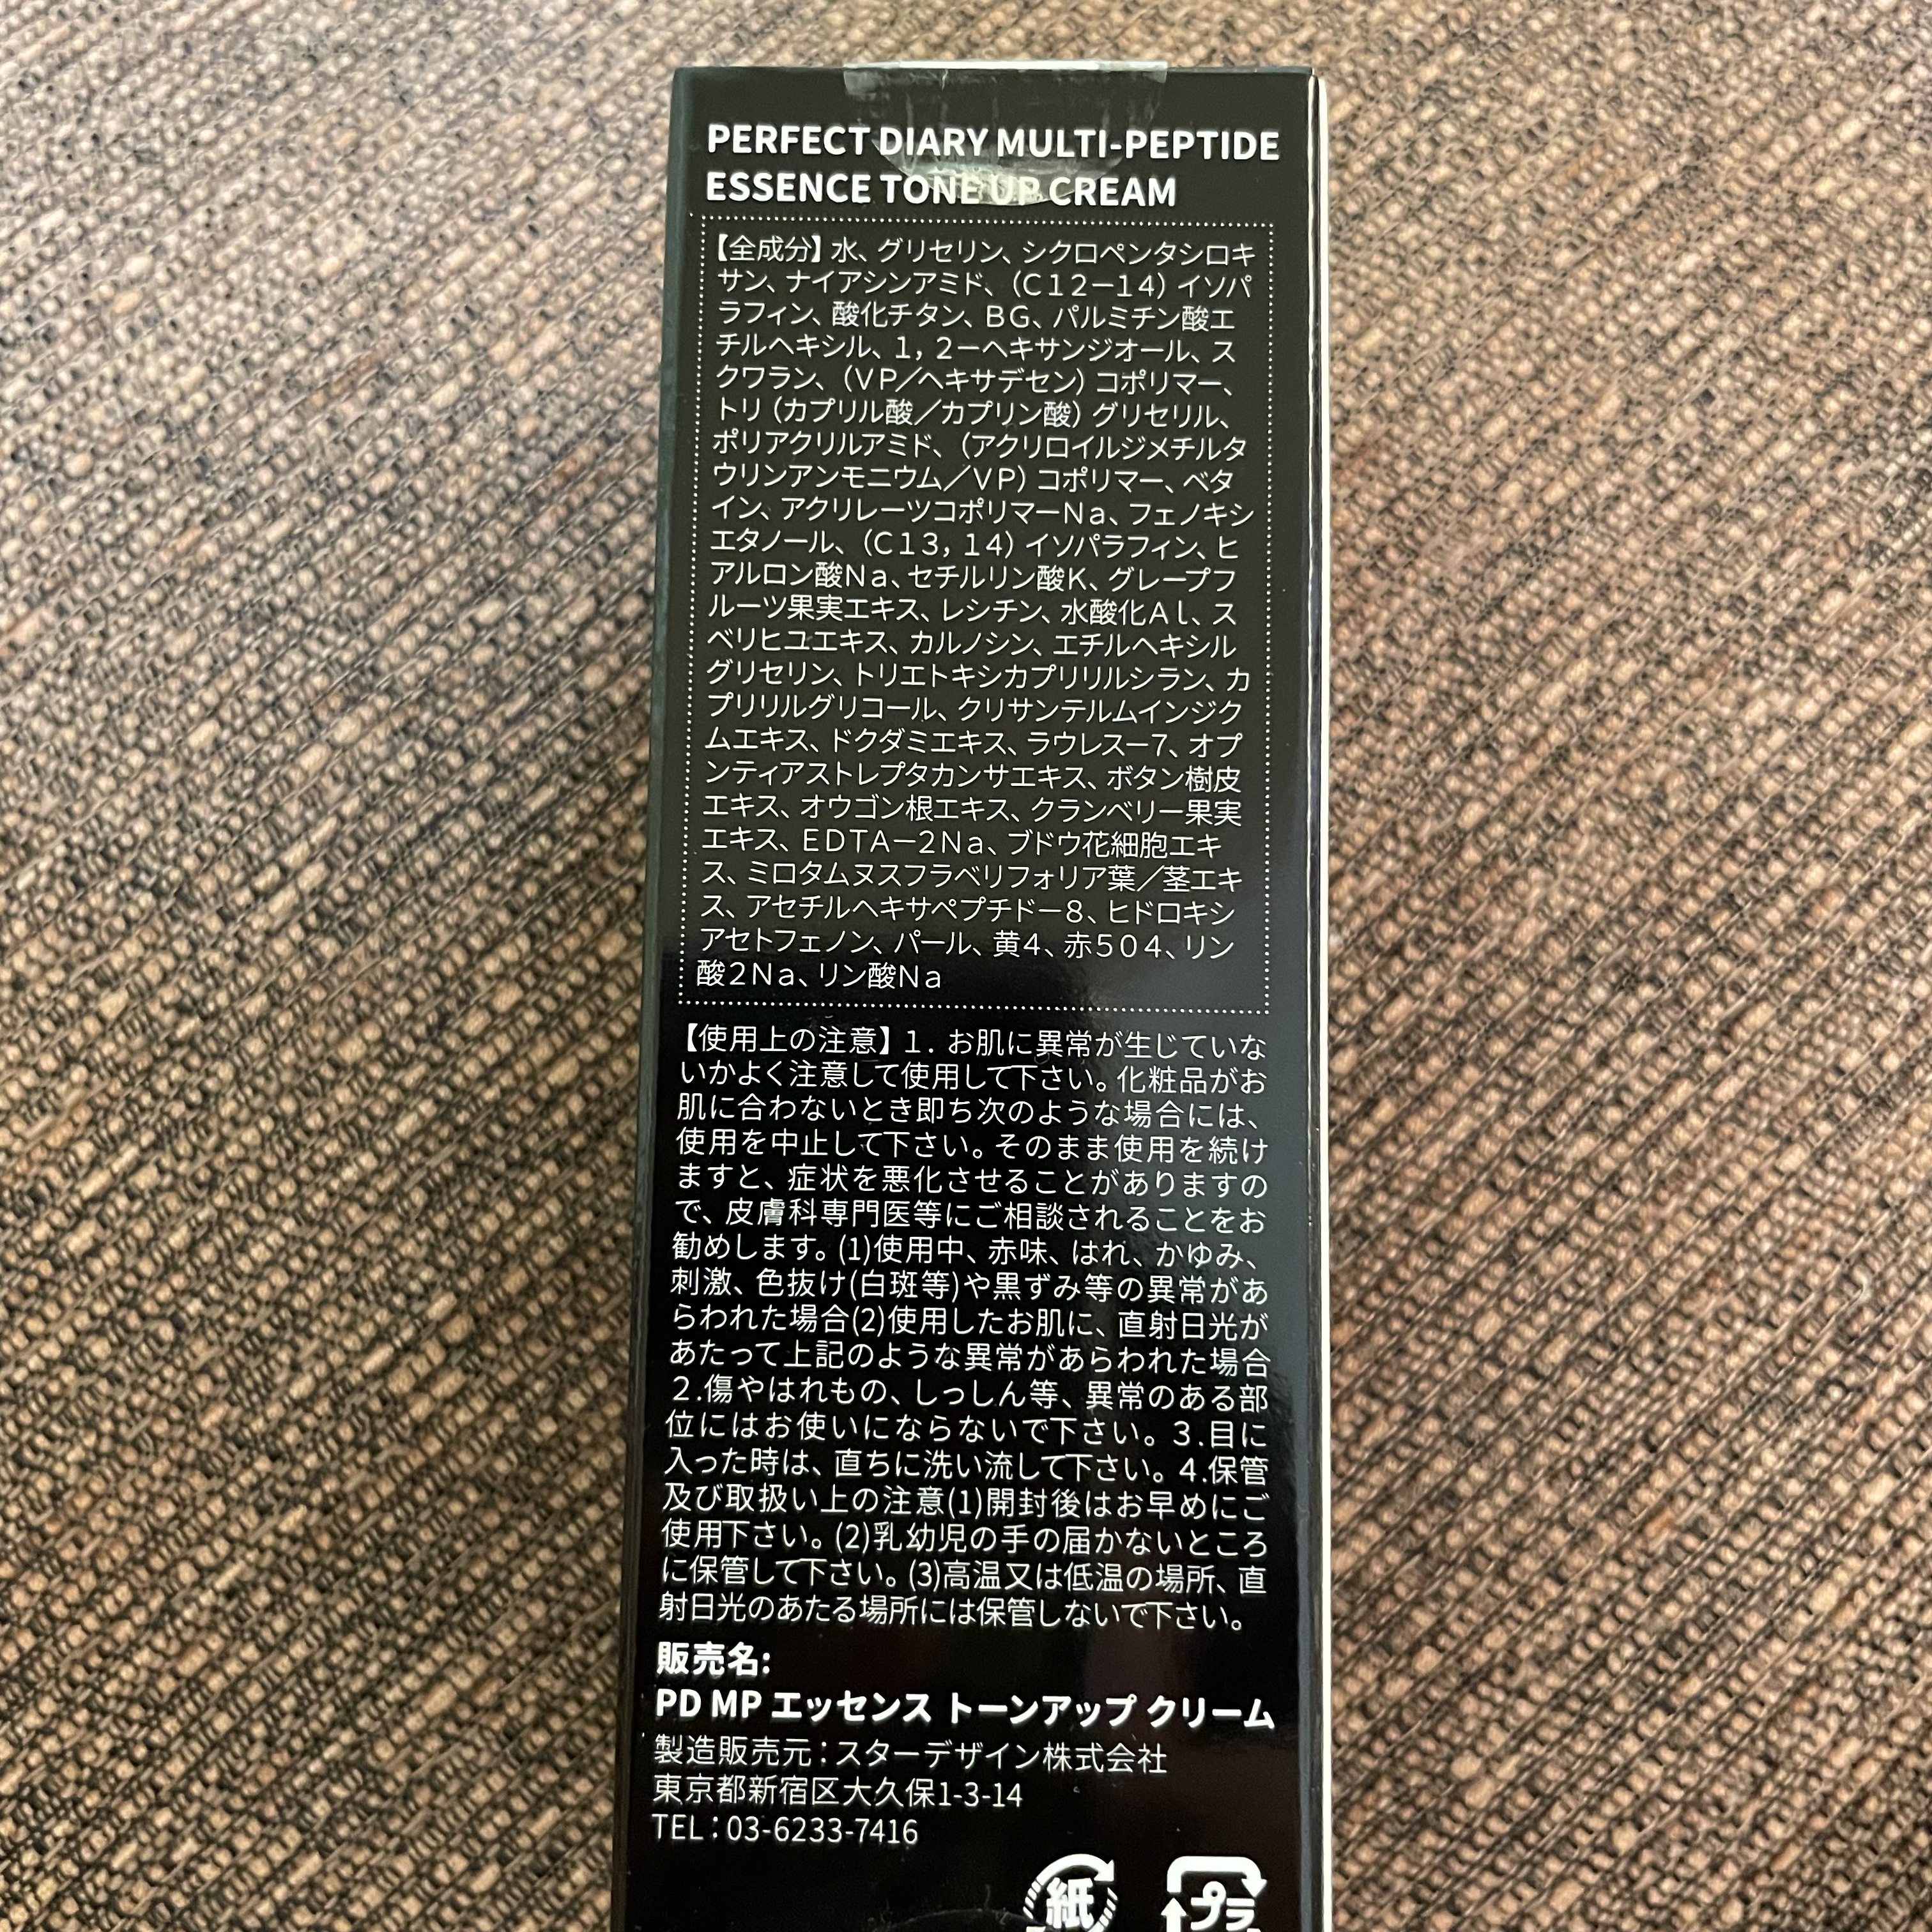 PERFECT DIARY MULTI-PEPTIDE
ESSENCE TONE UP CREAM
【全成分】水、グリセリン、シクロペンタシロキ
サン、ナイアシンアミド、(C12－14)イソパ
ラフィン、酸化チタン、BG、パルミチン酸エ
チルヘキシル、1，2－ヘキサンジオール、ス
クワラン、(VP／ヘキサデセン)コポリマー、
トリ(カプリル酸／カプリン酸)グリセリル、
ポリアクリルアミド、(アクリロイルジメチルタ
ウリンアンモニウム／VP)コポリマー、ベタ
イン、アクリレーツコポリマーNa、フェノキシ
エタノール、(C13，14)イソパラフィン、ヒ
アルロン酸Na、セチルリン酸K、グレープフ
ルーツ果実エキス、レシチン、水酸化Al、ス
ベリヒユエキス、カルノシン、エチルヘキシル
グリセリン、トリエトキシカプリリルシラン、カ
プリリルグリコール、クリサンテルムインジク
ムエキス、ドクダミエキス、ラウレス－7、オプ
ンティアストレプタカンサエキス、ボタン樹皮
エキス、オウゴン根エキス、クランベリー果実
エキス、EDTA－2Na、ブドウ花細胞エキ
ス、ミロタムヌスフラベリフォリア葉／茎エキ
ス、アセチルヘキサペプチド－8、ヒドロキシ
アセトフェノン、パール、黄4、赤504、リン
酸2Na、リン酸Na
【使用上の注意】1. お肌に異常が生じていな
いかよく注意して使用して下さい。化粧品がお
肌に合わないとき即ち次のような場合には、
使用を中止して下さい。そのまま使用を続け
ますと、症状を悪化させることがありますの
で、皮膚科専門医等にご相談されることをお
勧めします。(1)使用中、赤味、はれ、かゆみ、
刺激、色抜け(白斑等)や黒ずみ等の異常があ
らわれた場合(2)使用したお肌に、直射日光が
あたって上記のような異常があらわれた場合
2.傷やはれもの、しっしん等、異常のある部
位にはお使いにならないで下さい。3.目に
入った時は、直ちに洗い流して下さい。4.保管
及び取扱い上の注意(1)開封後はお早めにご
使用下さい。(2)乳幼児の手の届かないところ
に保管して下さい。(3)高温又は低温の場所、直
射日光のあたる場所には保管しないで下さい。
販売名:
PD MP エッセンス トーンアップ クリーム
製造販売元：スターデザイン株式会社
東京都新宿区大久保1-3-14
TEL：03-6233-7416
紙 プラ